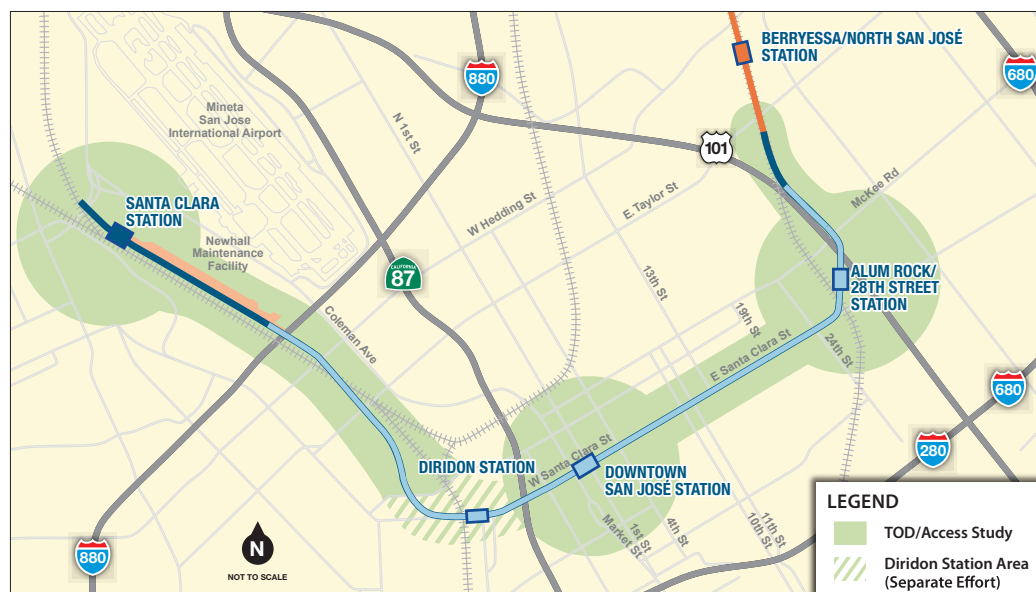 BERRYESSA/NORTH SAN JOSÉ
STATION
880
680
Mineta
San Jose
International Airport
N 1st St
101
McKee Rd
E Taylor St
W Hedding St
SANTA CLARA
STATION
Newhall
Maintenance
Facility
CALIFORNIA
87
13th St
ALUM ROCK/
28TH STREET
STATION
Coleman Ave
19th St
24th St
E Santa Clara St
680
280
W Santa Clara St
DIRIDON STATION
DOWNTOWN
SAN JOSÉ STATION
Market St
1st St
4th St
10th St
11th St
880
N
NOT TO SCALE
LEGEND
TOD/Access Study
Diridon Station Area
(Separate Effort)